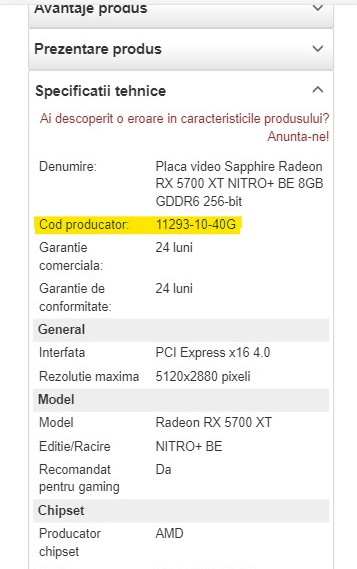 Avantaje produs
Prezentare produs
Specificatii tehnice
Ai descoperit o eroare in caracteristicile produsului?
Anunta-ne!
Denumire: Placa video Sapphire Radeon
RX 5700 XT NITRO+ BE 8GB
GDDR6 256-bit
Cod producator: 11293-10-40G
Garantie 24 luni
comerciala:
Garantie de 24 luni
conformitate:
General
Interfata PCI Express x16 4.0
Rezolutie maxima 5120x2880 pixeli
Model
Model Radeon RX 5700 XT
Editie/Racire NITRO+ BE
Recomandat Da
pentru gaming
Chipset
Producator AMD
chipset